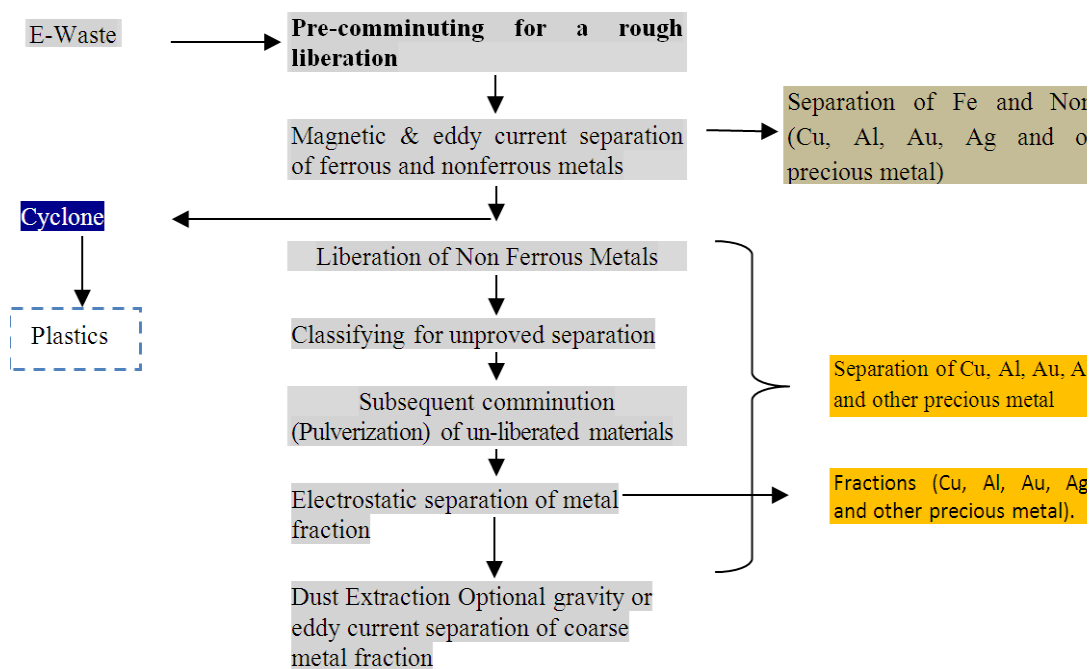 E-Waste
Pre-comminuting for a rough
liberation
Magnetic & eddy current separation
of ferrous and nonferrous metals
Separation of Fe and Non
(Cu, Al, Au, Ag and o
precious metal)
Cyclone
Plastics
Liberation of Non Ferrous Metals
Classifying for unproved separation
Subsequent comminution
(Pulverization) of un-liberated materials
Separation of Cu, Al, Au, A
and other precious metal
Electrostatic separation of metal
fraction
Fractions (Cu, Al, Au, Ag
and other precious metal).
Dust Extraction Optional gravity or
eddy current separation of coarse
metal fraction